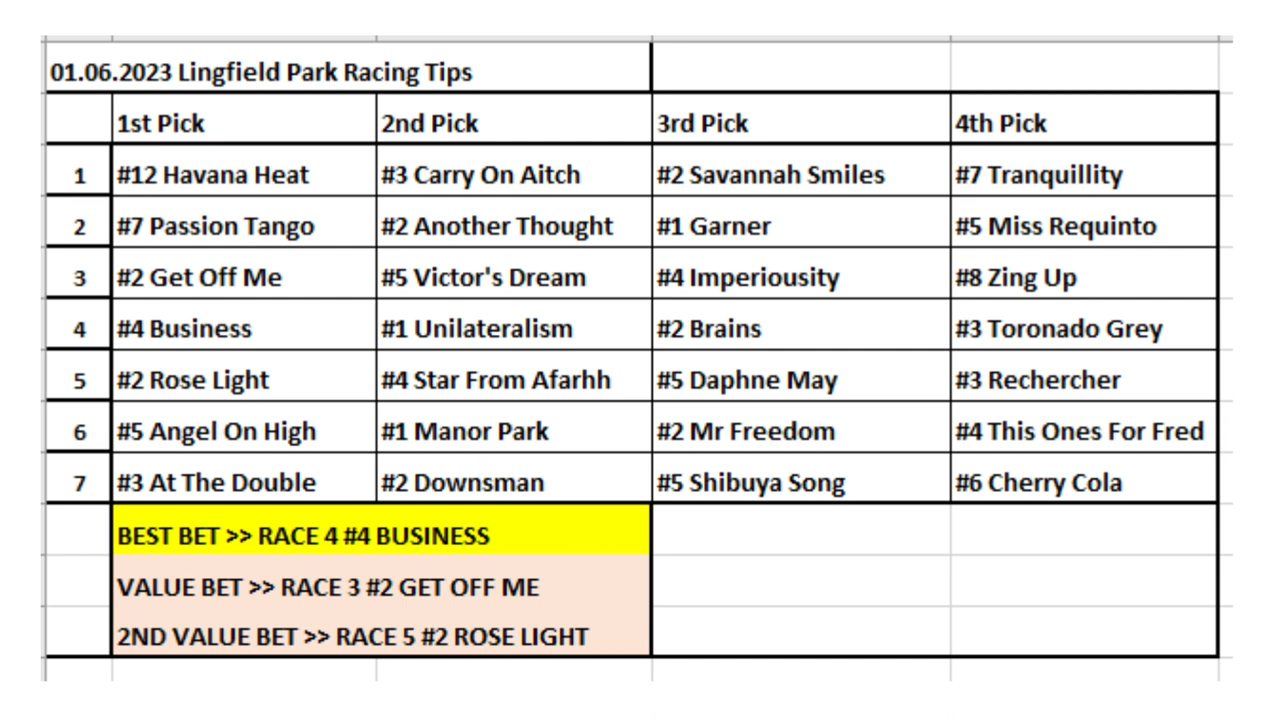 01.06.2023 Lingfield Park Racing Tips
1st Pick 2nd Pick 3rd Pick 4th Pick
1 #12 Havana Heat #3 Carry On Aitch #2 Savannah Smiles #7 Tranquillity
2 #7 Passion Tango #2 Another Thought #1 Garner #5 Miss Requinto
3 #2 Get Off Me #5 Victor's Dream #4 Imperiousity #8 Zing Up
4 #4 Business #1 Unilateralism #2 Brains #3 Toronado Grey
5 #2 Rose Light #4 Star From Afarhh #5 Daphne May #3 Rechercher
6 #5 Angel On High #1 Manor Park #2 Mr Freedom #4 This Ones For Fred
7 #3 At The Double #2 Downsman #5 Shibuya Song #6 Cherry Cola
BEST BET >> RACE 4 #4 BUSINESS
VALUE BET >> RACE 3 #2 GET OFF ME
2ND VALUE BET >> RACE 5 #2 ROSE LIGHT